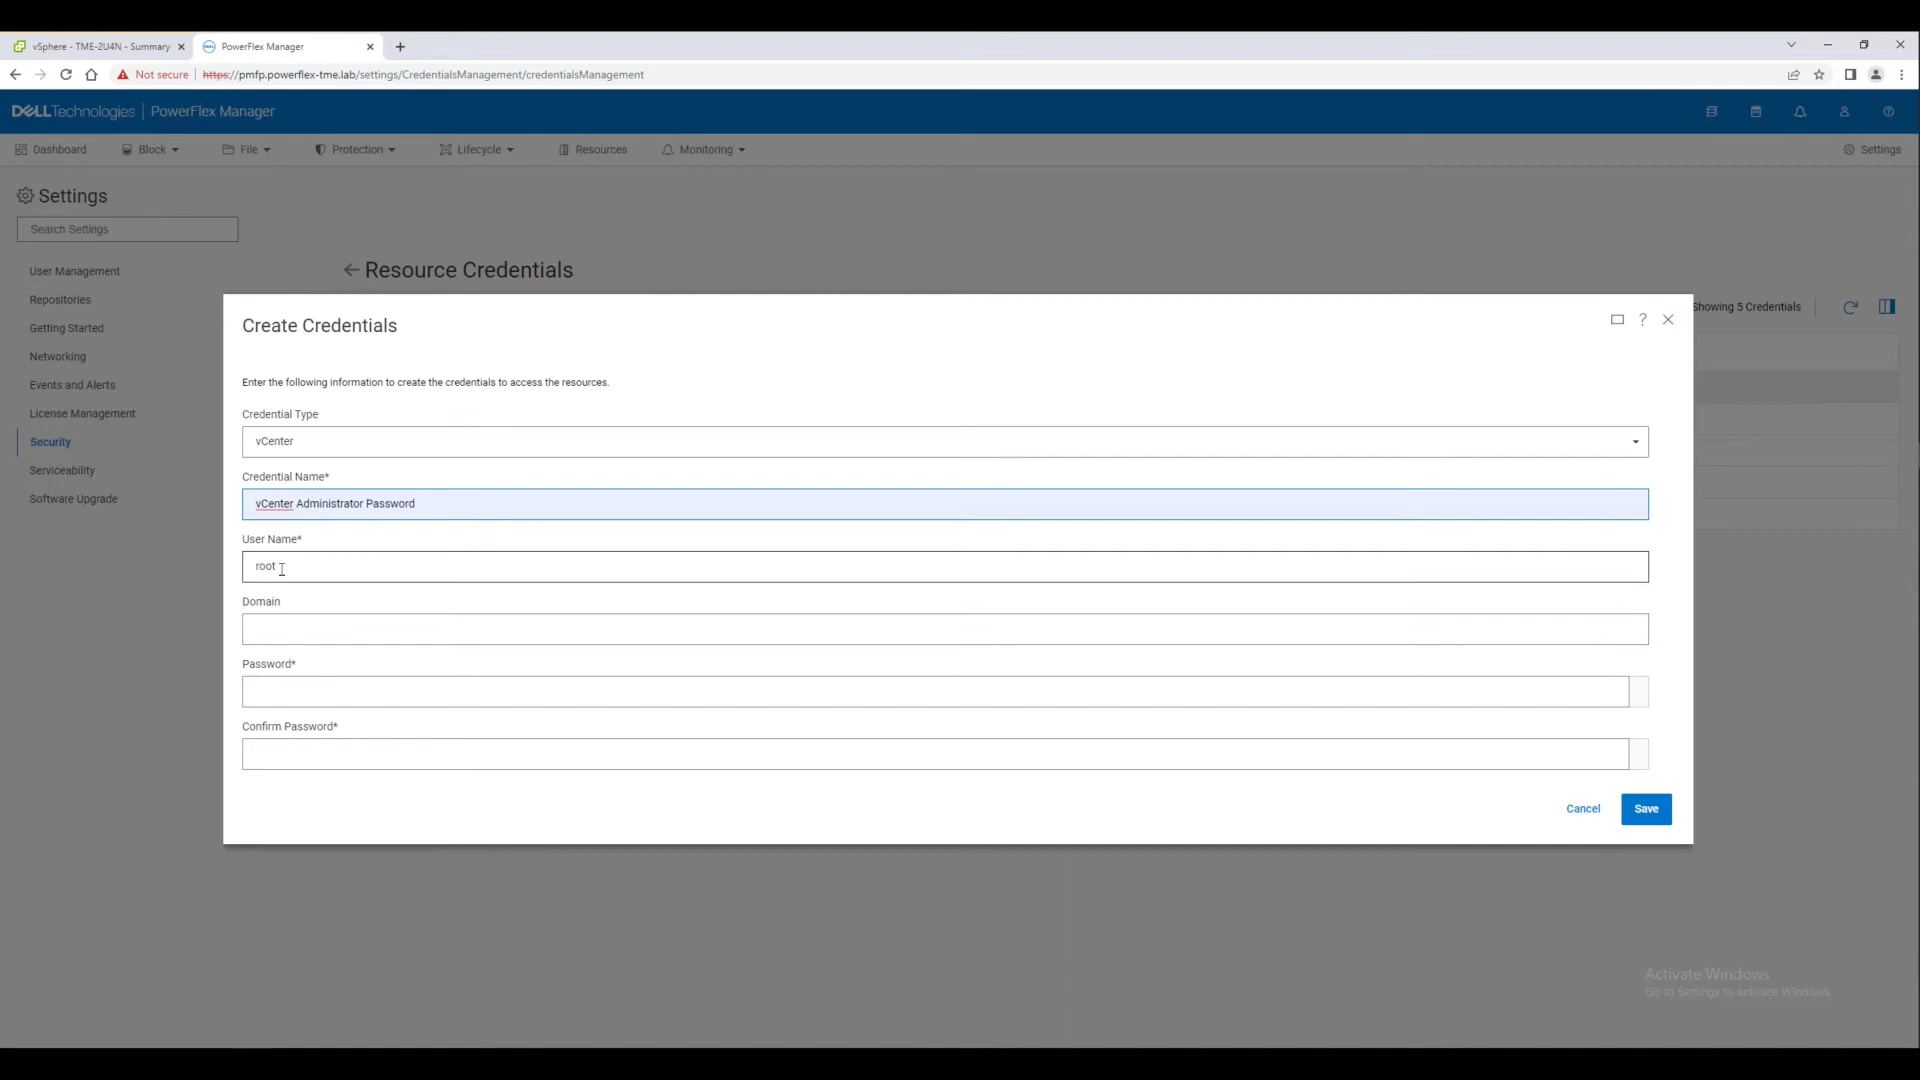 vSphere - TME-2U4N - Summary
PowerFlex Manager
Not secure
https://pmfp.powerflex-tme.lab/settings/CredentialsManagement/credentialsManagement
DELLTechnologies | PowerFlex Manager
Dashboard
Block
File
Protection
Lifecycle
Resources
Monitoring
Settings
Settings
Search Settings
User Management
Repositories
Getting Started
Networking
Events and Alerts
License Management
Security
Serviceability
Software Upgrade
Resource Credentials
Showing 5 Credentials
Create Credentials
?
Enter the following information to create the credentials to access the resources.
Credential Type
vCenter
Credential Name*
vCenter Administrator Password
User Name*
root
Domain
Password*
Confirm Password*
Cancel
Save
Activate Windows
Go to Settings to activate Windows.